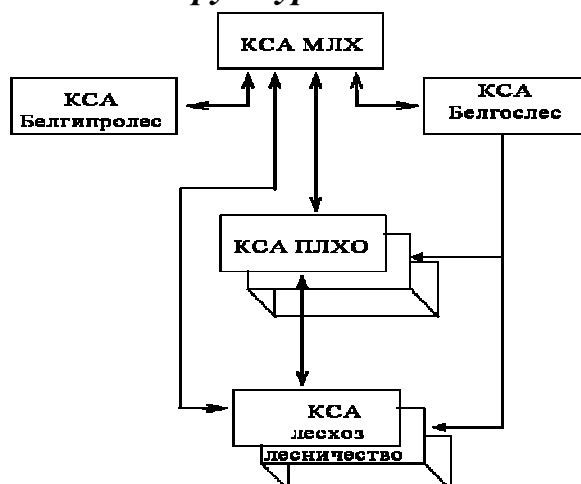 КСА МЛХ
КСА
Белгипролес
КСА
Белгослес
КСА ПЛХО
КСА
лесхоз
лесничество